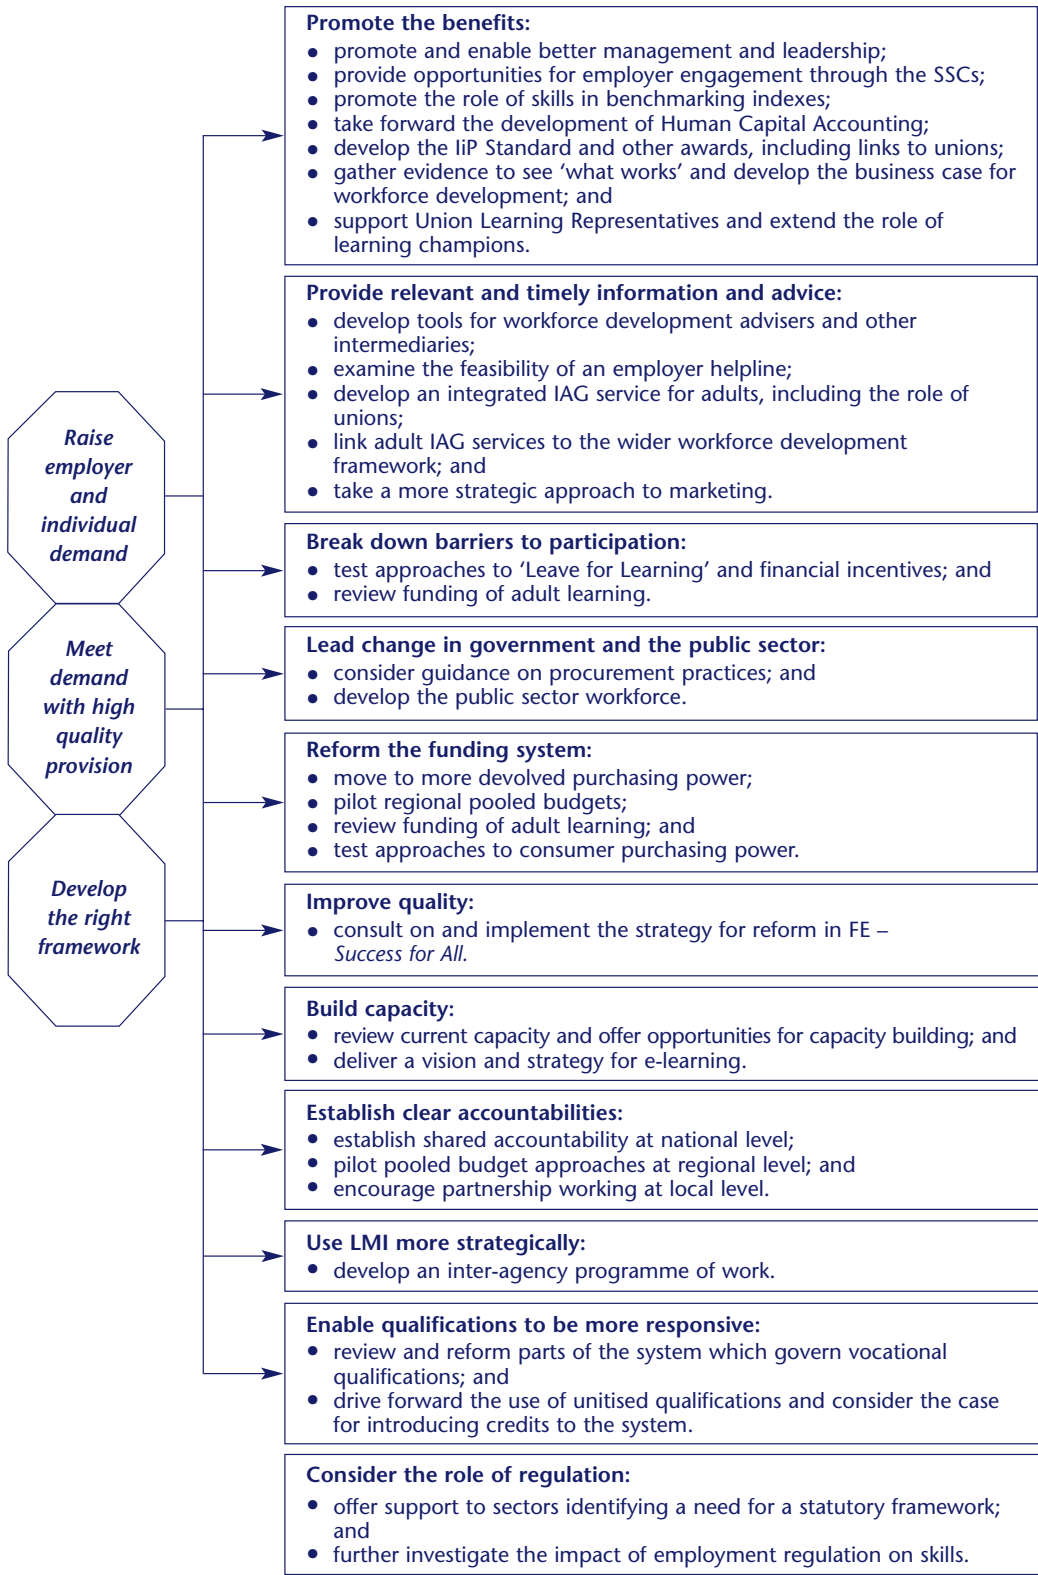 Raise
employer
and
individual
demand
Meet
demand
with high
quality
provision
Develop
the right
framework
Promote the benefits:
• promote and enable better management and leadership;
• provide opportunities for employer engagement through the SSCs;
• promote the role of skills in benchmarking indexes;
• take forward the development of Human Capital Accounting;
• develop the IiP Standard and other awards, including links to unions;
• gather evidence to see ‘what works’ and develop the business case for
workforce development; and
• support Union Learning Representatives and extend the role of
learning champions.
Provide relevant and timely information and advice:
• develop tools for workforce development advisers and other
intermediaries;
• examine the feasibility of an employer helpline;
• develop an integrated IAG service for adults, including the role of
unions;
• link adult IAG services to the wider workforce development
framework; and
• take a more strategic approach to marketing.
Break down barriers to participation:
• test approaches to ‘Leave for Learning’ and financial incentives; and
• review funding of adult learning.
Lead change in government and the public sector:
• consider guidance on procurement practices; and
• develop the public sector workforce.
Reform the funding system:
• move to more devolved purchasing power;
• pilot regional pooled budgets;
• review funding of adult learning; and
• test approaches to consumer purchasing power.
Improve quality:
• consult on and implement the strategy for reform in FE –
Success for All.
Build capacity:
• review current capacity and offer opportunities for capacity building; and
• deliver a vision and strategy for e-learning.
Establish clear accountabilities:
• establish shared accountability at national level;
• pilot pooled budget approaches at regional level; and
• encourage partnership working at local level.
Use LMI more strategically:
• develop an inter-agency programme of work.
Enable qualifications to be more responsive:
• review and reform parts of the system which govern vocational
qualifications; and
• drive forward the use of unitised qualifications and consider the case
for introducing credits to the system.
Consider the role of regulation:
• offer support to sectors identifying a need for a statutory framework;
and
• further investigate the impact of employment regulation on skills.